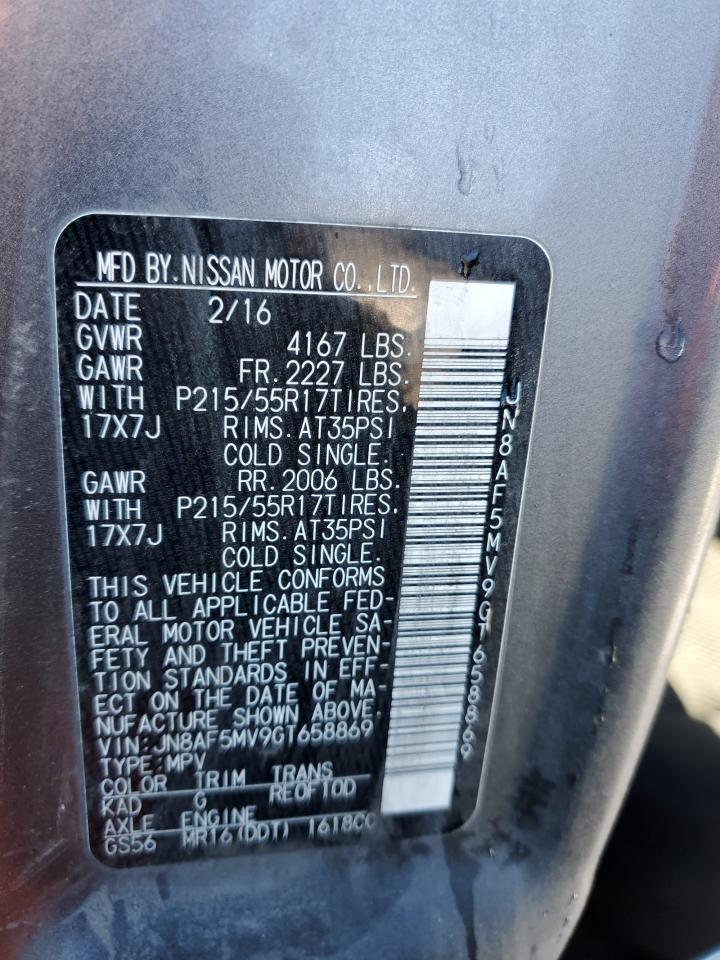 MFD BY.NISSAN MOTOR CO.,LTD.
DATE 2/16
GVWR 4167 LBS.
GAWR FR.2227 LBS.
WITH P215/55R17TIRES,
17X7J RIMS.AT35PSI
COLD SINGLE.
GAWR RR.2006 LBS.
WITH P215/55R17TIRES,
17X7J RIMS.AT35PSI
COLD SINGLE.
THIS VEHICLE CONFORMS
TO ALL APPLICABLE FED-
ERAL MOTOR VEHICLE SA-
FETY AND THEFT PREVEN-
TION STANDARDS IN EFF-
ECT ON THE DATE OF MA-
NUFACTURE SHOWN ABOVE.
VIN:JN8AF5MV9GT658869
TYPE:MPV
COLOR TRIM TRANS
KAD G RE0F10D
AXLE ENGINE
GS56 MR16(DDT) 1618CC
JN8AF5MV9GT658869